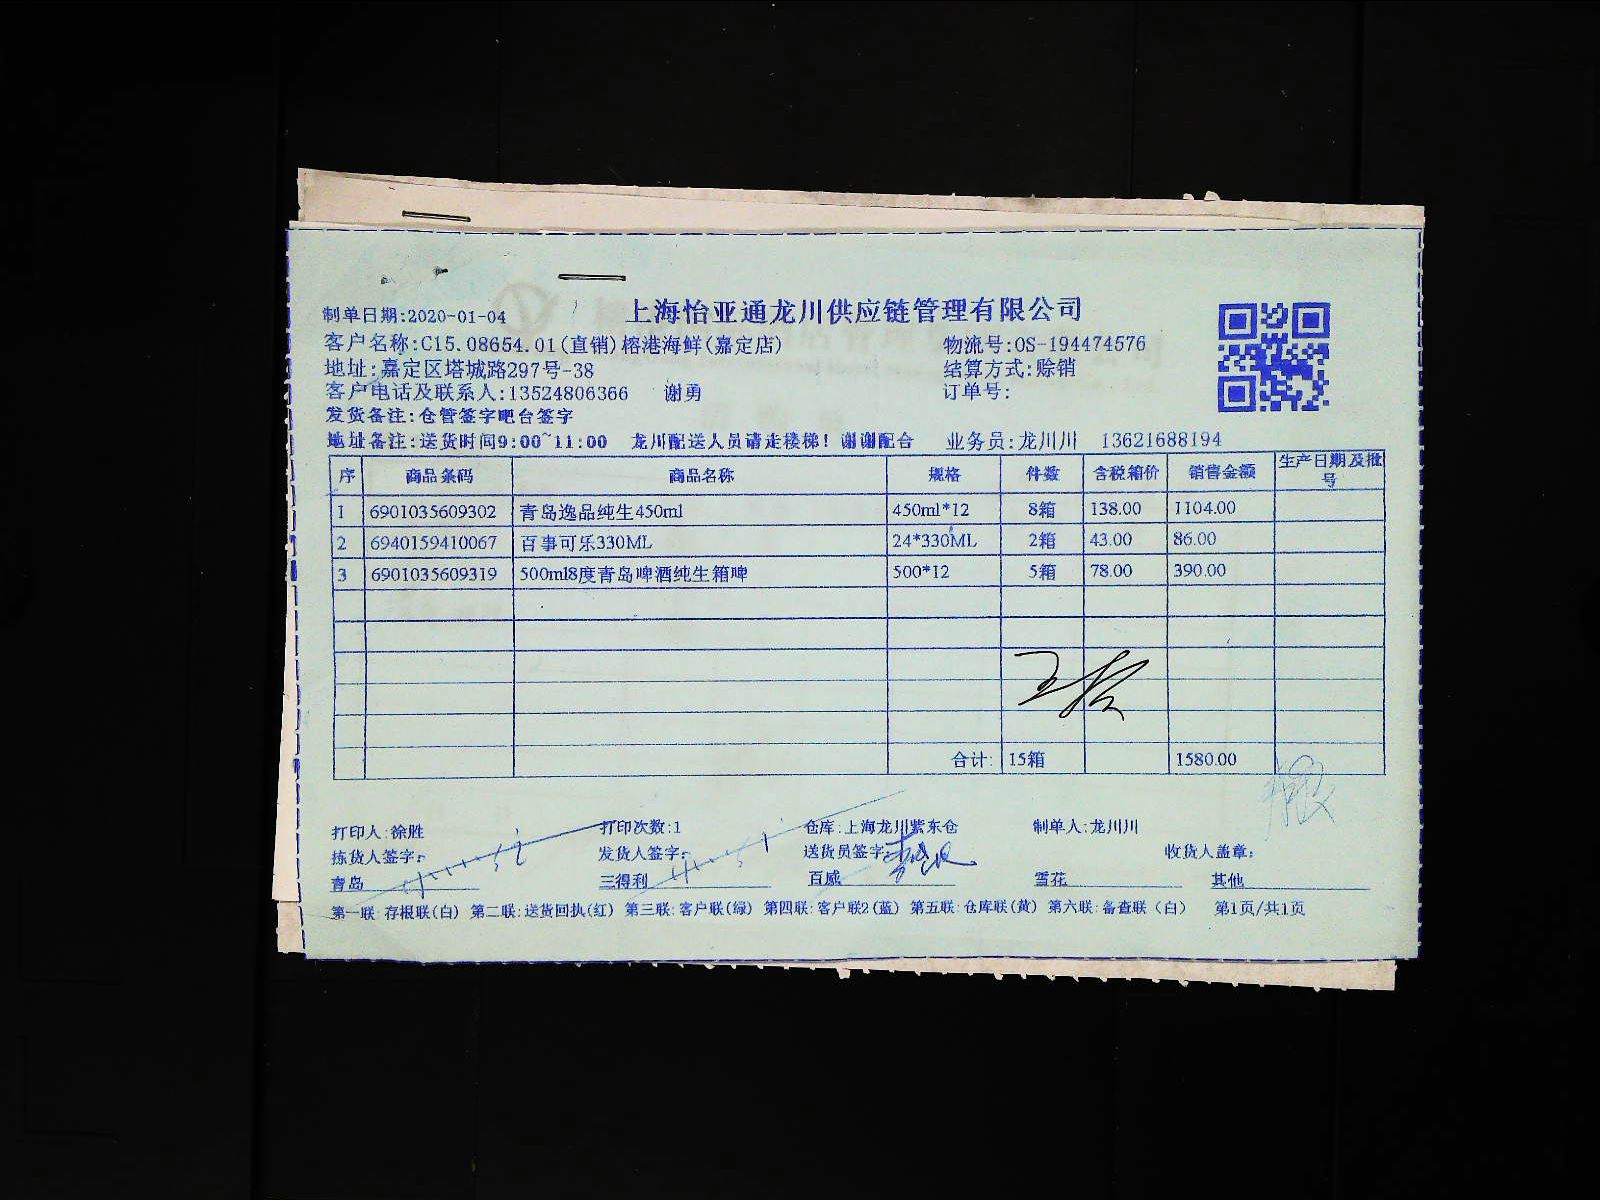 上海怡亚通龙川供应链管理有限公司
制单日期:2020-01-04
客户名称:C15.08654.01(直销)榕港海鲜(嘉定店) 物流号:OS-194474576
地址:嘉定区塔城路297号-38 结算方式:赊销
客户电话及联系人:13524806366 谢勇 订单号:
发货备注:仓管签字吧台签字
地址备注:送货时间9:00~11:00 龙川配送人员请走楼梯！谢谢配合 业务员:龙川川 13621688194
序 商品条码 商品名称 规格 件数 含税箱价 销售金额 生产日期及批号
1 6901035609302 青岛逸品纯生450ml 450ml*12 8箱 138.00 1104.00
2 6940159410067 百事可乐330ML 24*330ML 2箱 43.00 86.00
3 6901035609319 500ml8度青岛啤酒纯生箱啤 500*12 5箱 78.00 390.00
合计: 15箱 1580.00
打印人:徐胜 打印次数:1 仓库:上海龙川紫东仓 制单人:龙川川
拣货人签字: 发货人签字: 送货员签字: 收货人盖章:
青岛 三得利 百威 雪花 其他
第一联:存根联(白) 第二联:送货回执(红) 第三联:客户联(绿) 第四联:客户联2(蓝) 第五联:仓库联(黄) 第六联:备查联（白） 第1页/共1页